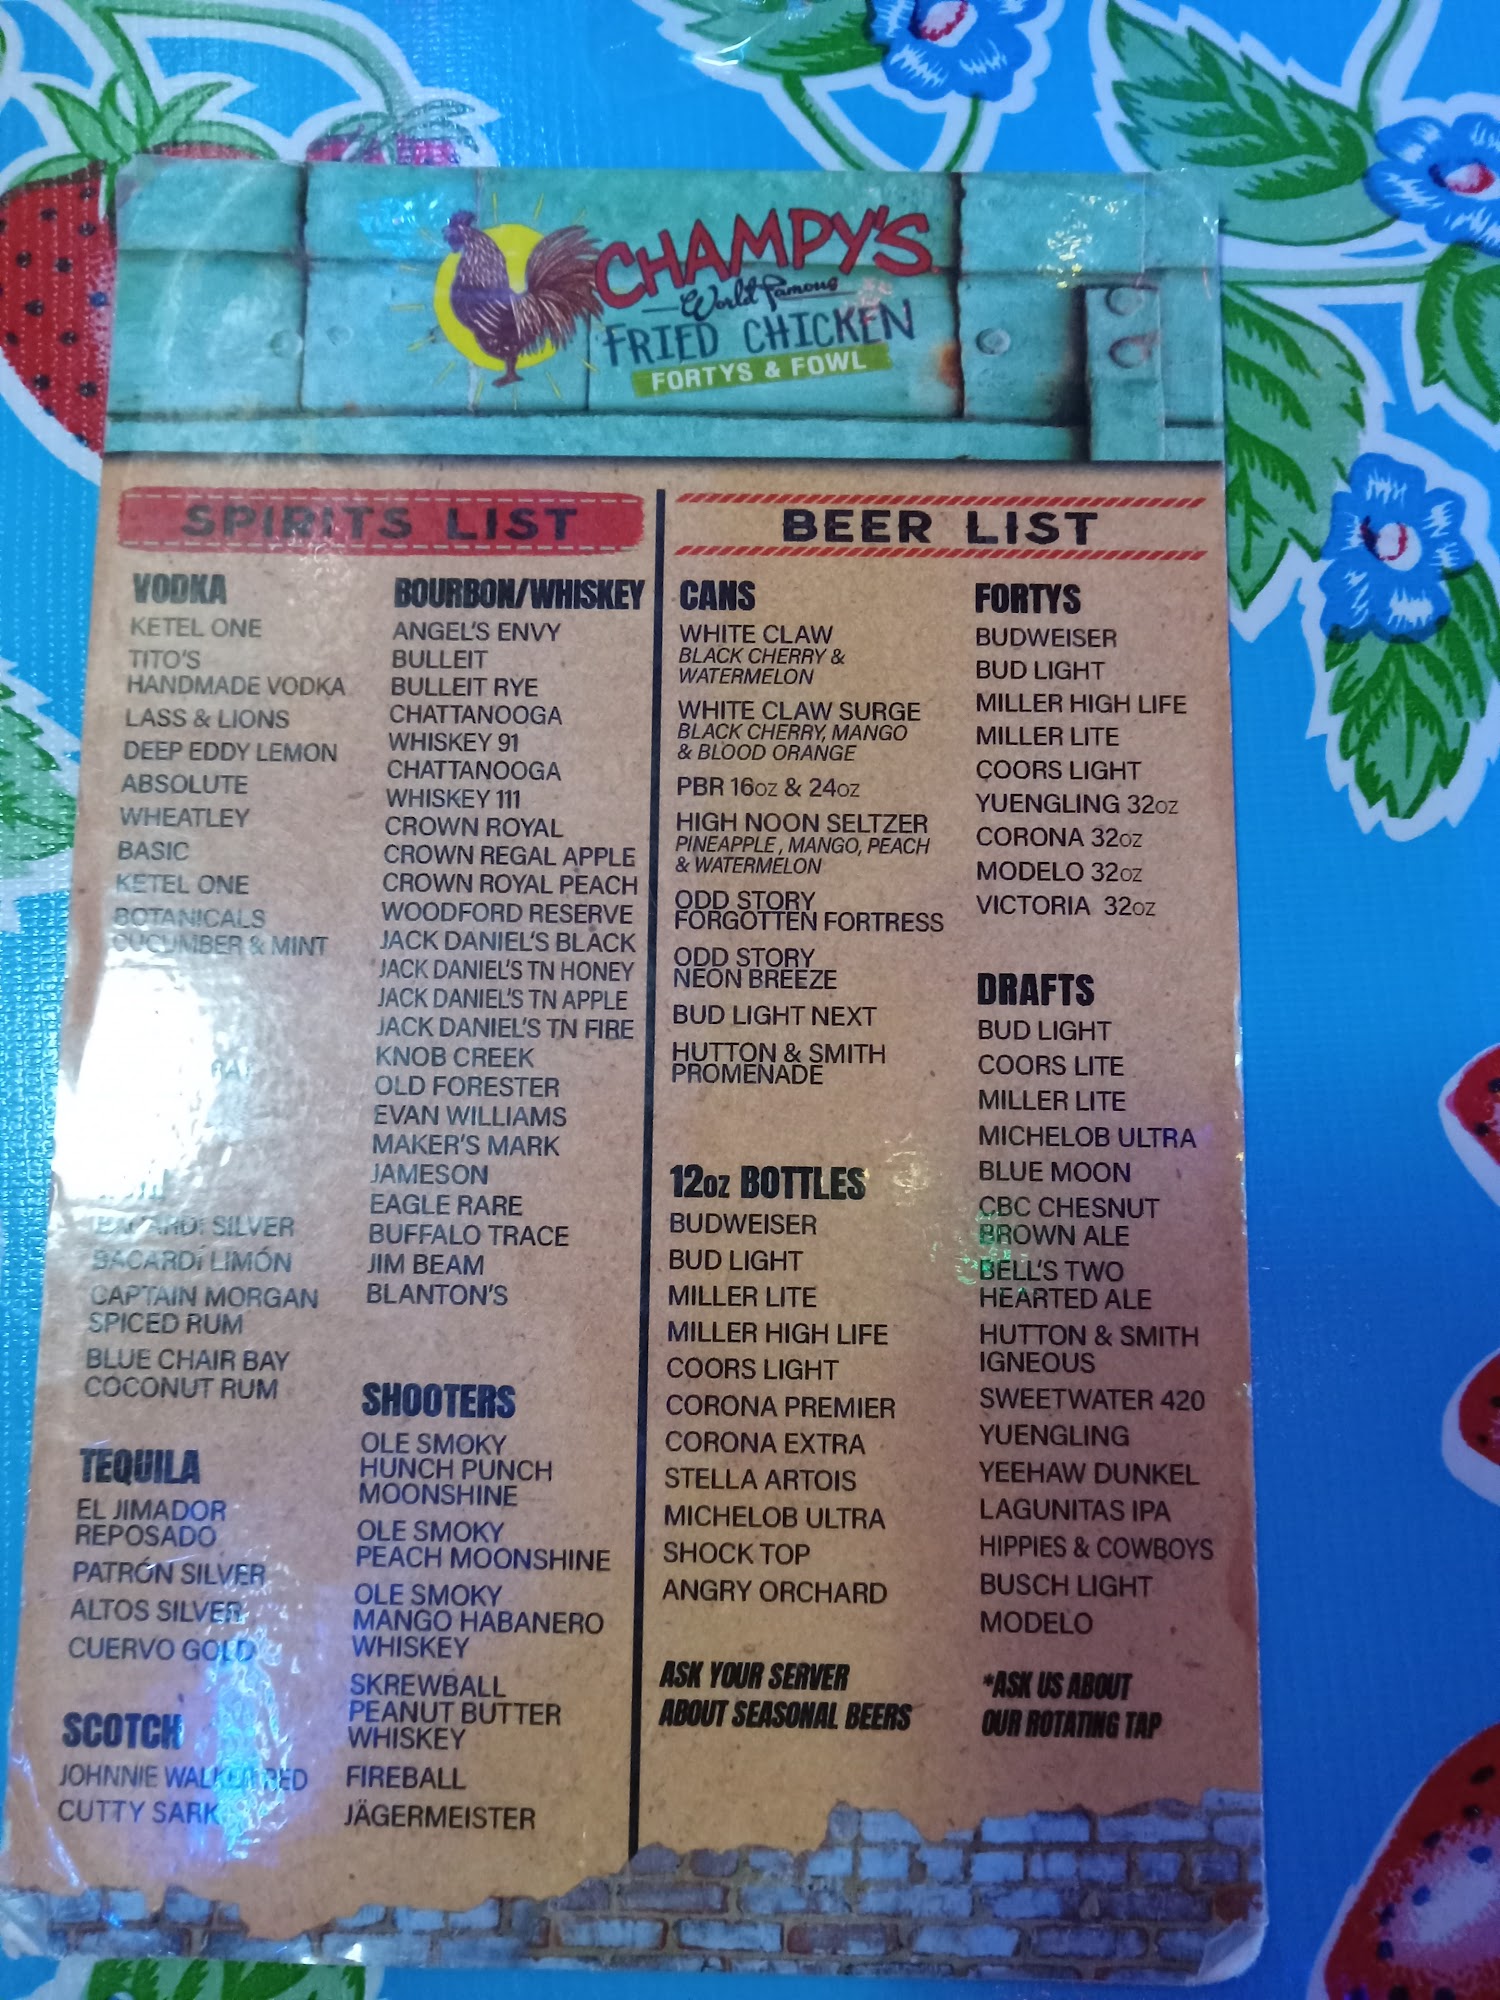 CHAMPY'S
World Famous
FRIED CHICKEN
FORTYS & FOWL
SPIRITS LIST
VODKA
KETEL ONE
TITO'S
HANDMADE VODKA
LASS & LIONS
DEEP EDDY LEMON
ABSOLUTE
WHEATLEY
BASIC
KETEL ONE
BOTANICALS
CUCUMBER & MINT
BACARDI SILVER
BACARDÍ LIMÓN
CAPTAIN MORGAN
SPICED RUM
BLUE CHAIR BAY
COCONUT RUM
TEQUILA
EL JIMADOR
REPOSADO
PATRÓN SILVER
ALTOS SILVER
CUERVO GOLD
SCOTCH
JOHNNIE WALKER RED
CUTTY SARK
BOURBON/WHISKEY
ANGEL'S ENVY
BULLEIT
BULLEIT RYE
CHATTANOOGA
WHISKEY 91
CHATTANOOGA
WHISKEY 111
CROWN ROYAL
CROWN REGAL APPLE
CROWN ROYAL PEACH
WOODFORD RESERVE
JACK DANIEL'S BLACK
JACK DANIEL'S TN HONEY
JACK DANIEL'S TN APPLE
JACK DANIEL'S TN FIRE
KNOB CREEK
OLD FORESTER
EVAN WILLIAMS
MAKER'S MARK
JAMESON
EAGLE RARE
BUFFALO TRACE
JIM BEAM
BLANTON'S
SHOOTERS
OLE SMOKY
HUNCH PUNCH
MOONSHINE
OLE SMOKY
PEACH MOONSHINE
OLE SMOKY
MANGO HABANERO
WHISKEY
SKREWBALL
PEANUT BUTTER
WHISKEY
FIREBALL
JÄGERMEISTER
BEER LIST
CANS
WHITE CLAW
BLACK CHERRY &
WATERMELON
WHITE CLAW SURGE
BLACK CHERRY, MANGO
& BLOOD ORANGE
PBR 16oz & 24oz
HIGH NOON SELTZER
PINEAPPLE, MANGO, PEACH
& WATERMELON
ODD STORY
FORGOTTEN FORTRESS
ODD STORY
NEON BREEZE
BUD LIGHT NEXT
HUTTON & SMITH
PROMENADE
12oz BOTTLES
BUDWEISER
BUD LIGHT
MILLER LITE
MILLER HIGH LIFE
COORS LIGHT
CORONA PREMIER
CORONA EXTRA
STELLA ARTOIS
MICHELOB ULTRA
SHOCK TOP
ANGRY ORCHARD
ASK YOUR SERVER
ABOUT SEASONAL BEERS
FORTYS
BUDWEISER
BUD LIGHT
MILLER HIGH LIFE
MILLER LITE
COORS LIGHT
YUENGLING 32oz
CORONA 32oz
MODELO 32oz
VICTORIA 32oz
DRAFTS
BUD LIGHT
COORS LITE
MILLER LITE
MICHELOB ULTRA
BLUE MOON
CBC CHESNUT
BROWN ALE
BELL'S TWO
HEARTED ALE
HUTTON & SMITH
IGNEOUS
SWEETWATER 420
YUENGLING
YEEHAW DUNKEL
LAGUNITAS IPA
HIPPIES & COWBOYS
BUSCH LIGHT
MODELO
*ASK US ABOUT
OUR ROTATING TAP